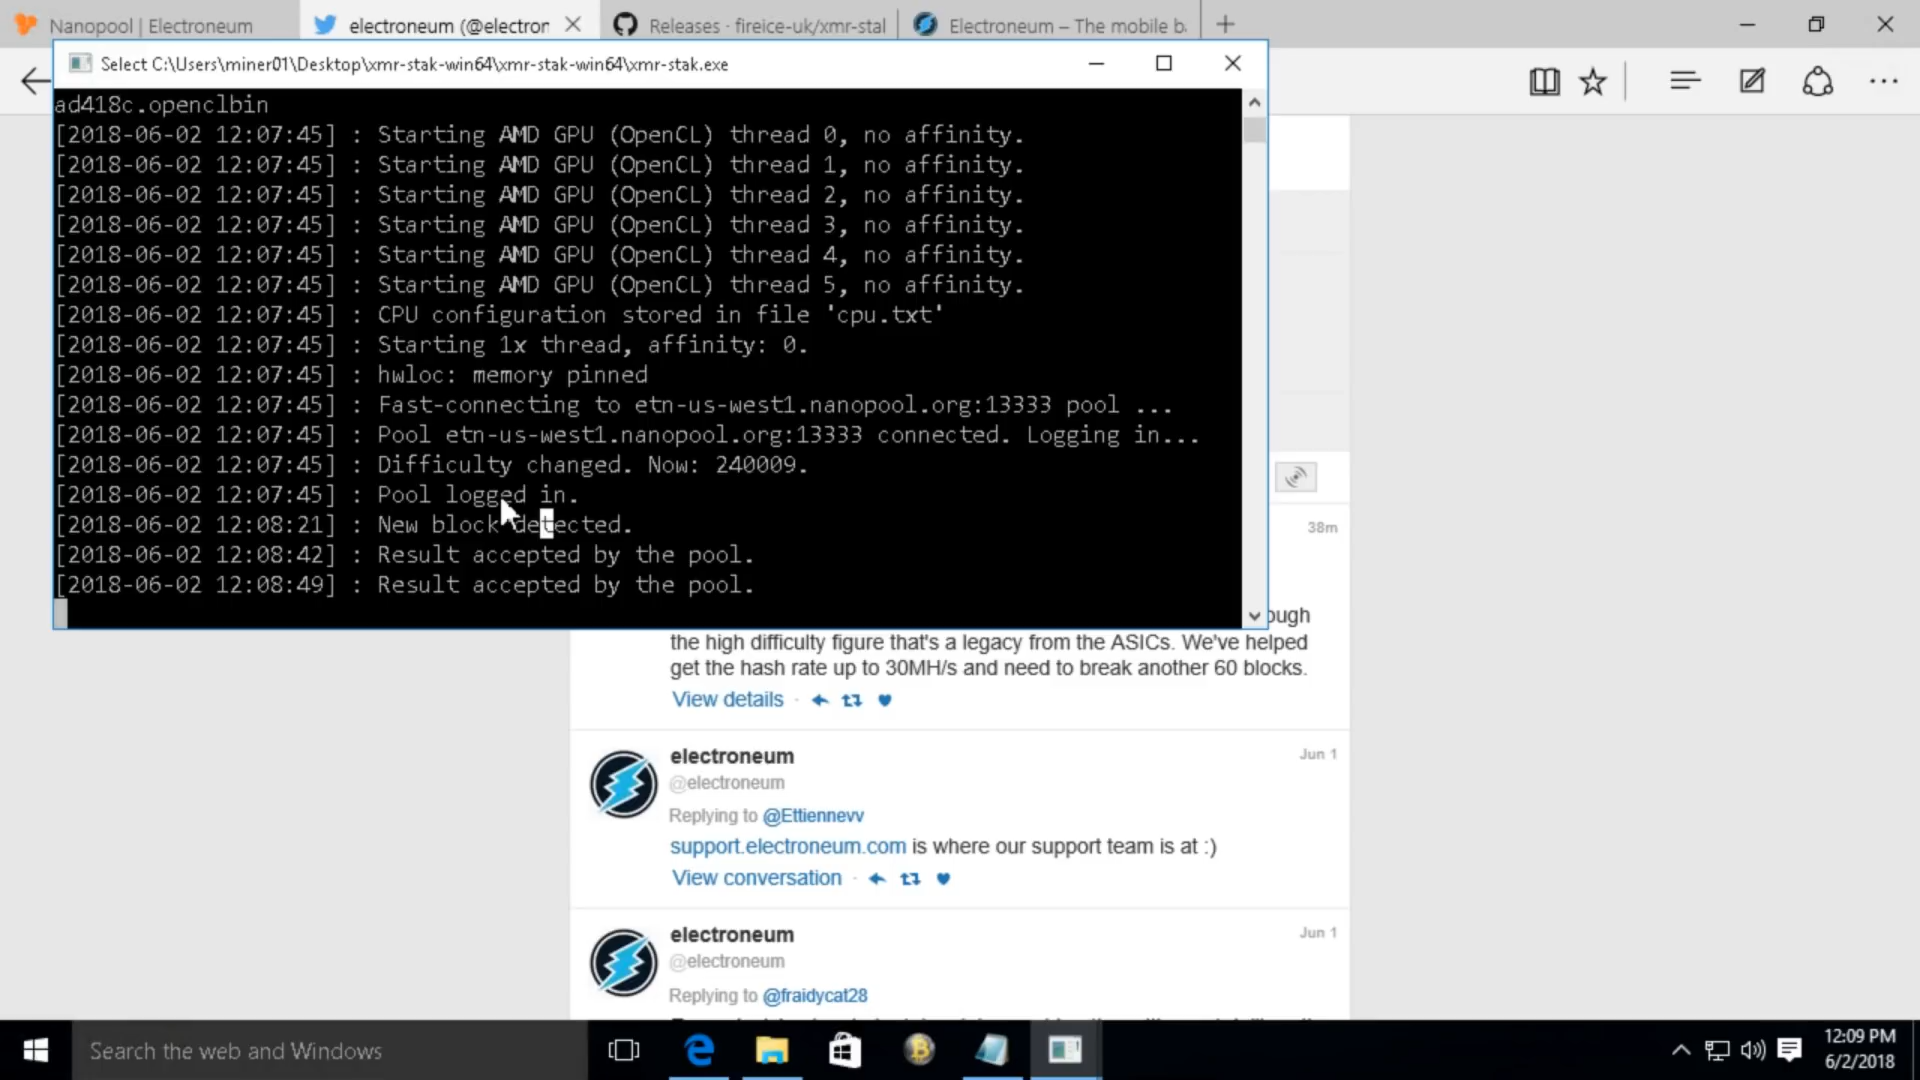 Nanopool | Electroneum
electroneum (@electron
Releases · fireice-uk/xmr-stal
Electroneum – The mobile ba
Select C:\Users\miner01\Desktop\xmr-stak-win64\xmr-stak-win64\xmr-stak.exe
ad418c.openclbin
[2018-06-02 12:07:45] : Starting AMD GPU (OpenCL) thread 0, no affinity.
[2018-06-02 12:07:45] : Starting AMD GPU (OpenCL) thread 1, no affinity.
[2018-06-02 12:07:45] : Starting AMD GPU (OpenCL) thread 2, no affinity.
[2018-06-02 12:07:45] : Starting AMD GPU (OpenCL) thread 3, no affinity.
[2018-06-02 12:07:45] : Starting AMD GPU (OpenCL) thread 4, no affinity.
[2018-06-02 12:07:45] : Starting AMD GPU (OpenCL) thread 5, no affinity.
[2018-06-02 12:07:45] : CPU configuration stored in file 'cpu.txt'
[2018-06-02 12:07:45] : Starting 1x thread, affinity: 0.
[2018-06-02 12:07:45] : hwloc: memory pinned
[2018-06-02 12:07:45] : Fast-connecting to etn-us-west1.nanopool.org:13333 pool ...
[2018-06-02 12:07:45] : Pool etn-us-west1.nanopool.org:13333 connected. Logging in...
[2018-06-02 12:07:45] : Difficulty changed. Now: 240009.
[2018-06-02 12:07:45] : Pool logged in.
[2018-06-02 12:08:21] : New block detected.
[2018-06-02 12:08:42] : Result accepted by the pool.
[2018-06-02 12:08:49] : Result accepted by the pool.
38m
ough
the high difficulty figure that's a legacy from the ASICs. We've helped
get the hash rate up to 30MH/s and need to break another 60 blocks.
View details
electroneum
Jun 1
@electroneum
Replying to @Ettiennevv
support.electroneum.com is where our support team is at :)
View conversation
electroneum
Jun 1
@electroneum
Replying to @fraidycat28
Search the web and Windows
12:09 PM
6/2/2018